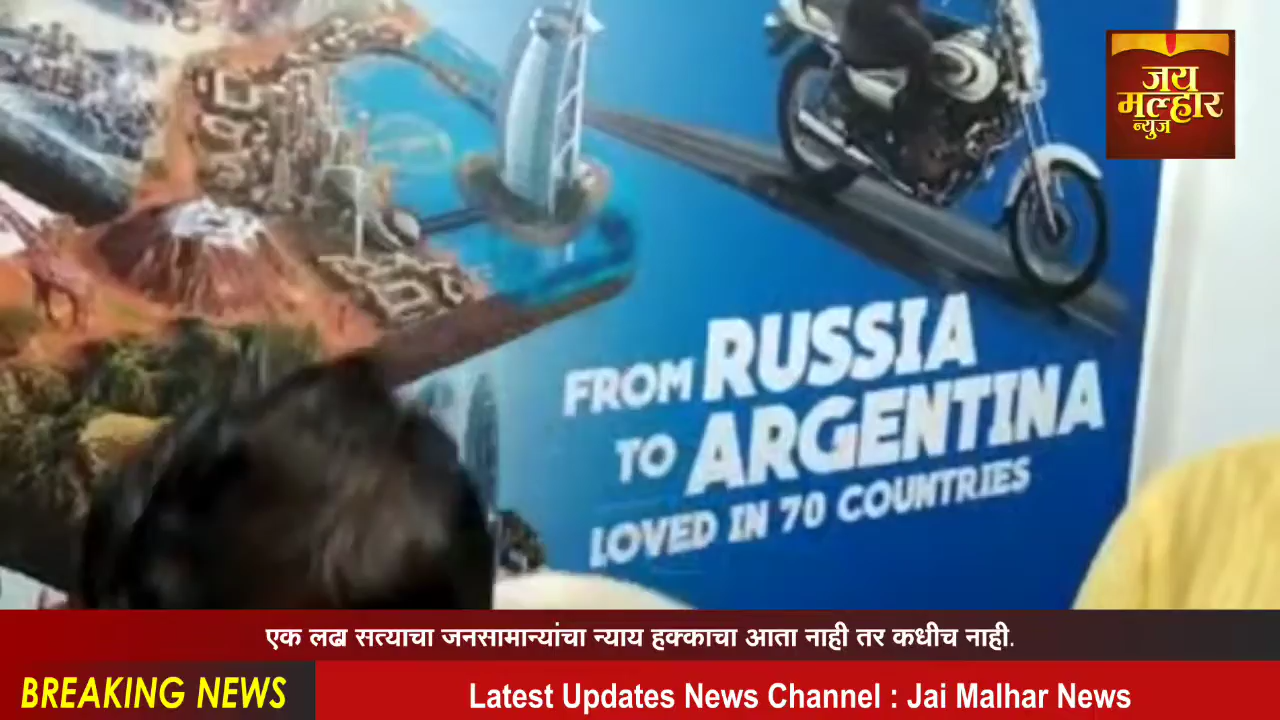 जय
मल्हार
न्युज
FROM RUSSIA
TO ARGENTINA
LOVED IN 70 COUNTRIES
एक लढा सत्याचा जनसामान्यांचा न्याय हक्काचा आता नाही तर कधीच नाही.
BREAKING NEWS
Latest Updates News Channel : Jai Malhar News